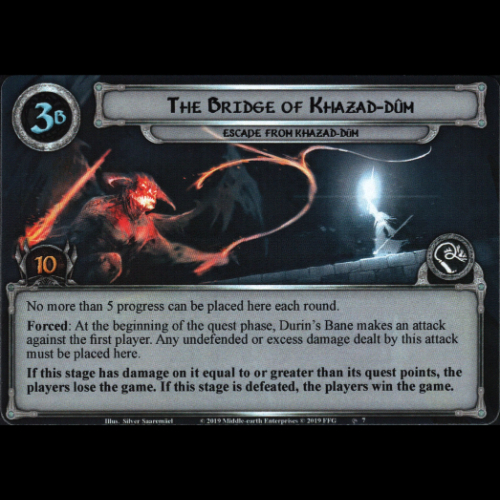 3B
THE BRIDGE OF KHAZAD-DÛM
ESCAPE FROM KHAZAD-DÛM
10
No more than 5 progress can be placed here each round.
Forced: At the beginning of the quest phase, Durin's Bane makes an attack
against the first player. Any undefended or excess damage dealt by this attack
must be placed here.
If this stage has damage on it equal to or greater than its quest points, the
players lose the game. If this stage is defeated, the players win the game.
Illus. Silver Saaremäel © 2019 Middle-earth Enterprises © 2019 FFG 7